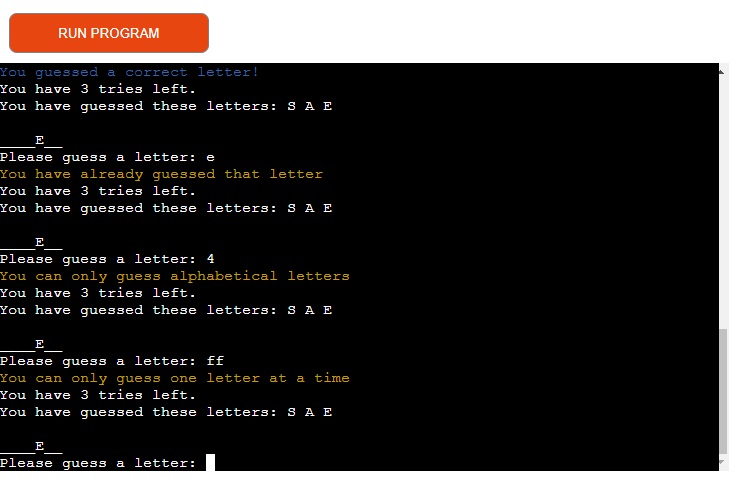 RUN PROGRAM
You guessed a correct letter!
You have 3 tries left.
You have guessed these letters: S A E
____E__
Please guess a letter: e
You have already guessed that letter
You have 3 tries left.
You have guessed these letters: S A E
____E__
Please guess a letter: 4
You can only guess alphabetical letters
You have 3 tries left.
You have guessed these letters: S A E
____E__
Please guess a letter: ff
You can only guess one letter at a time
You have 3 tries left.
You have guessed these letters: S A E
____E__
Please guess a letter: